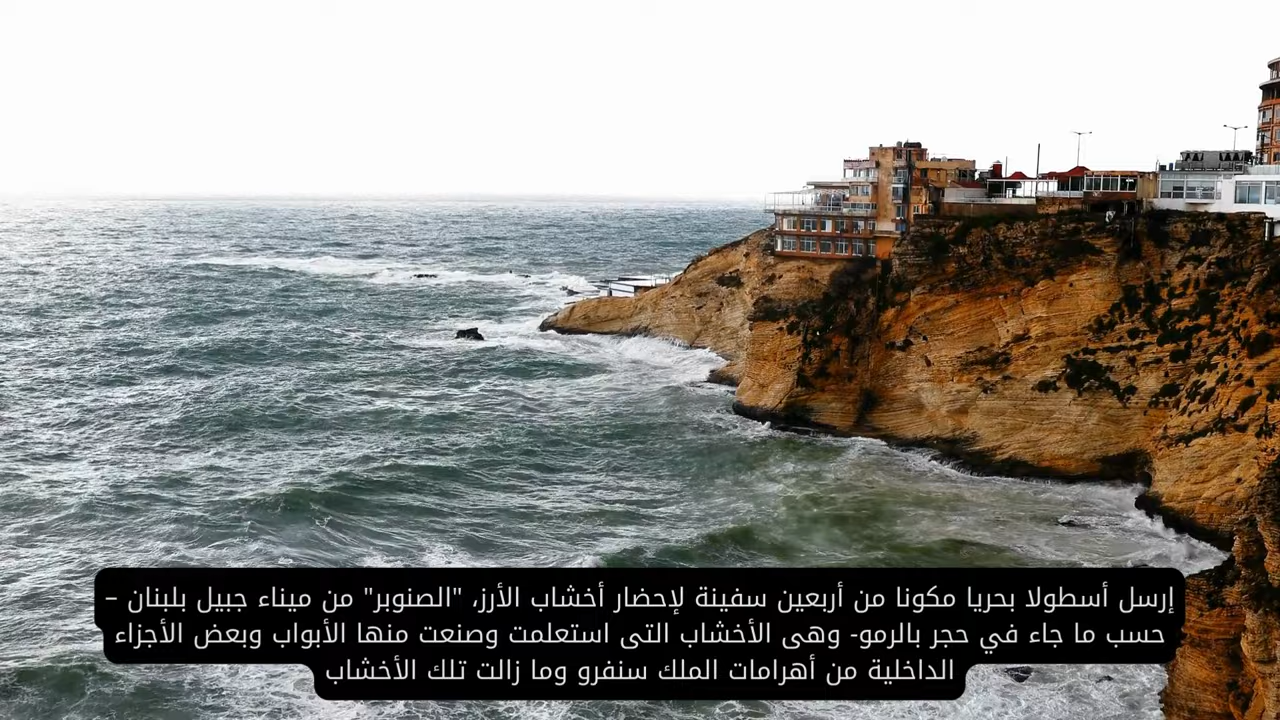 إرسل أسطولا بحريا مكونا من أربعين سفينة لإحضار أخشاب الأرز، "الصنوبر" من ميناء جبيل بلبنان –
حسب ما جاء في حجر بالرمو- وهى الأخشاب التى استعلمت وصنعت منها الأبواب وبعض الأجزاء
الداخلية من أهرامات الملك سنفرو وما زالت تلك الأخشاب